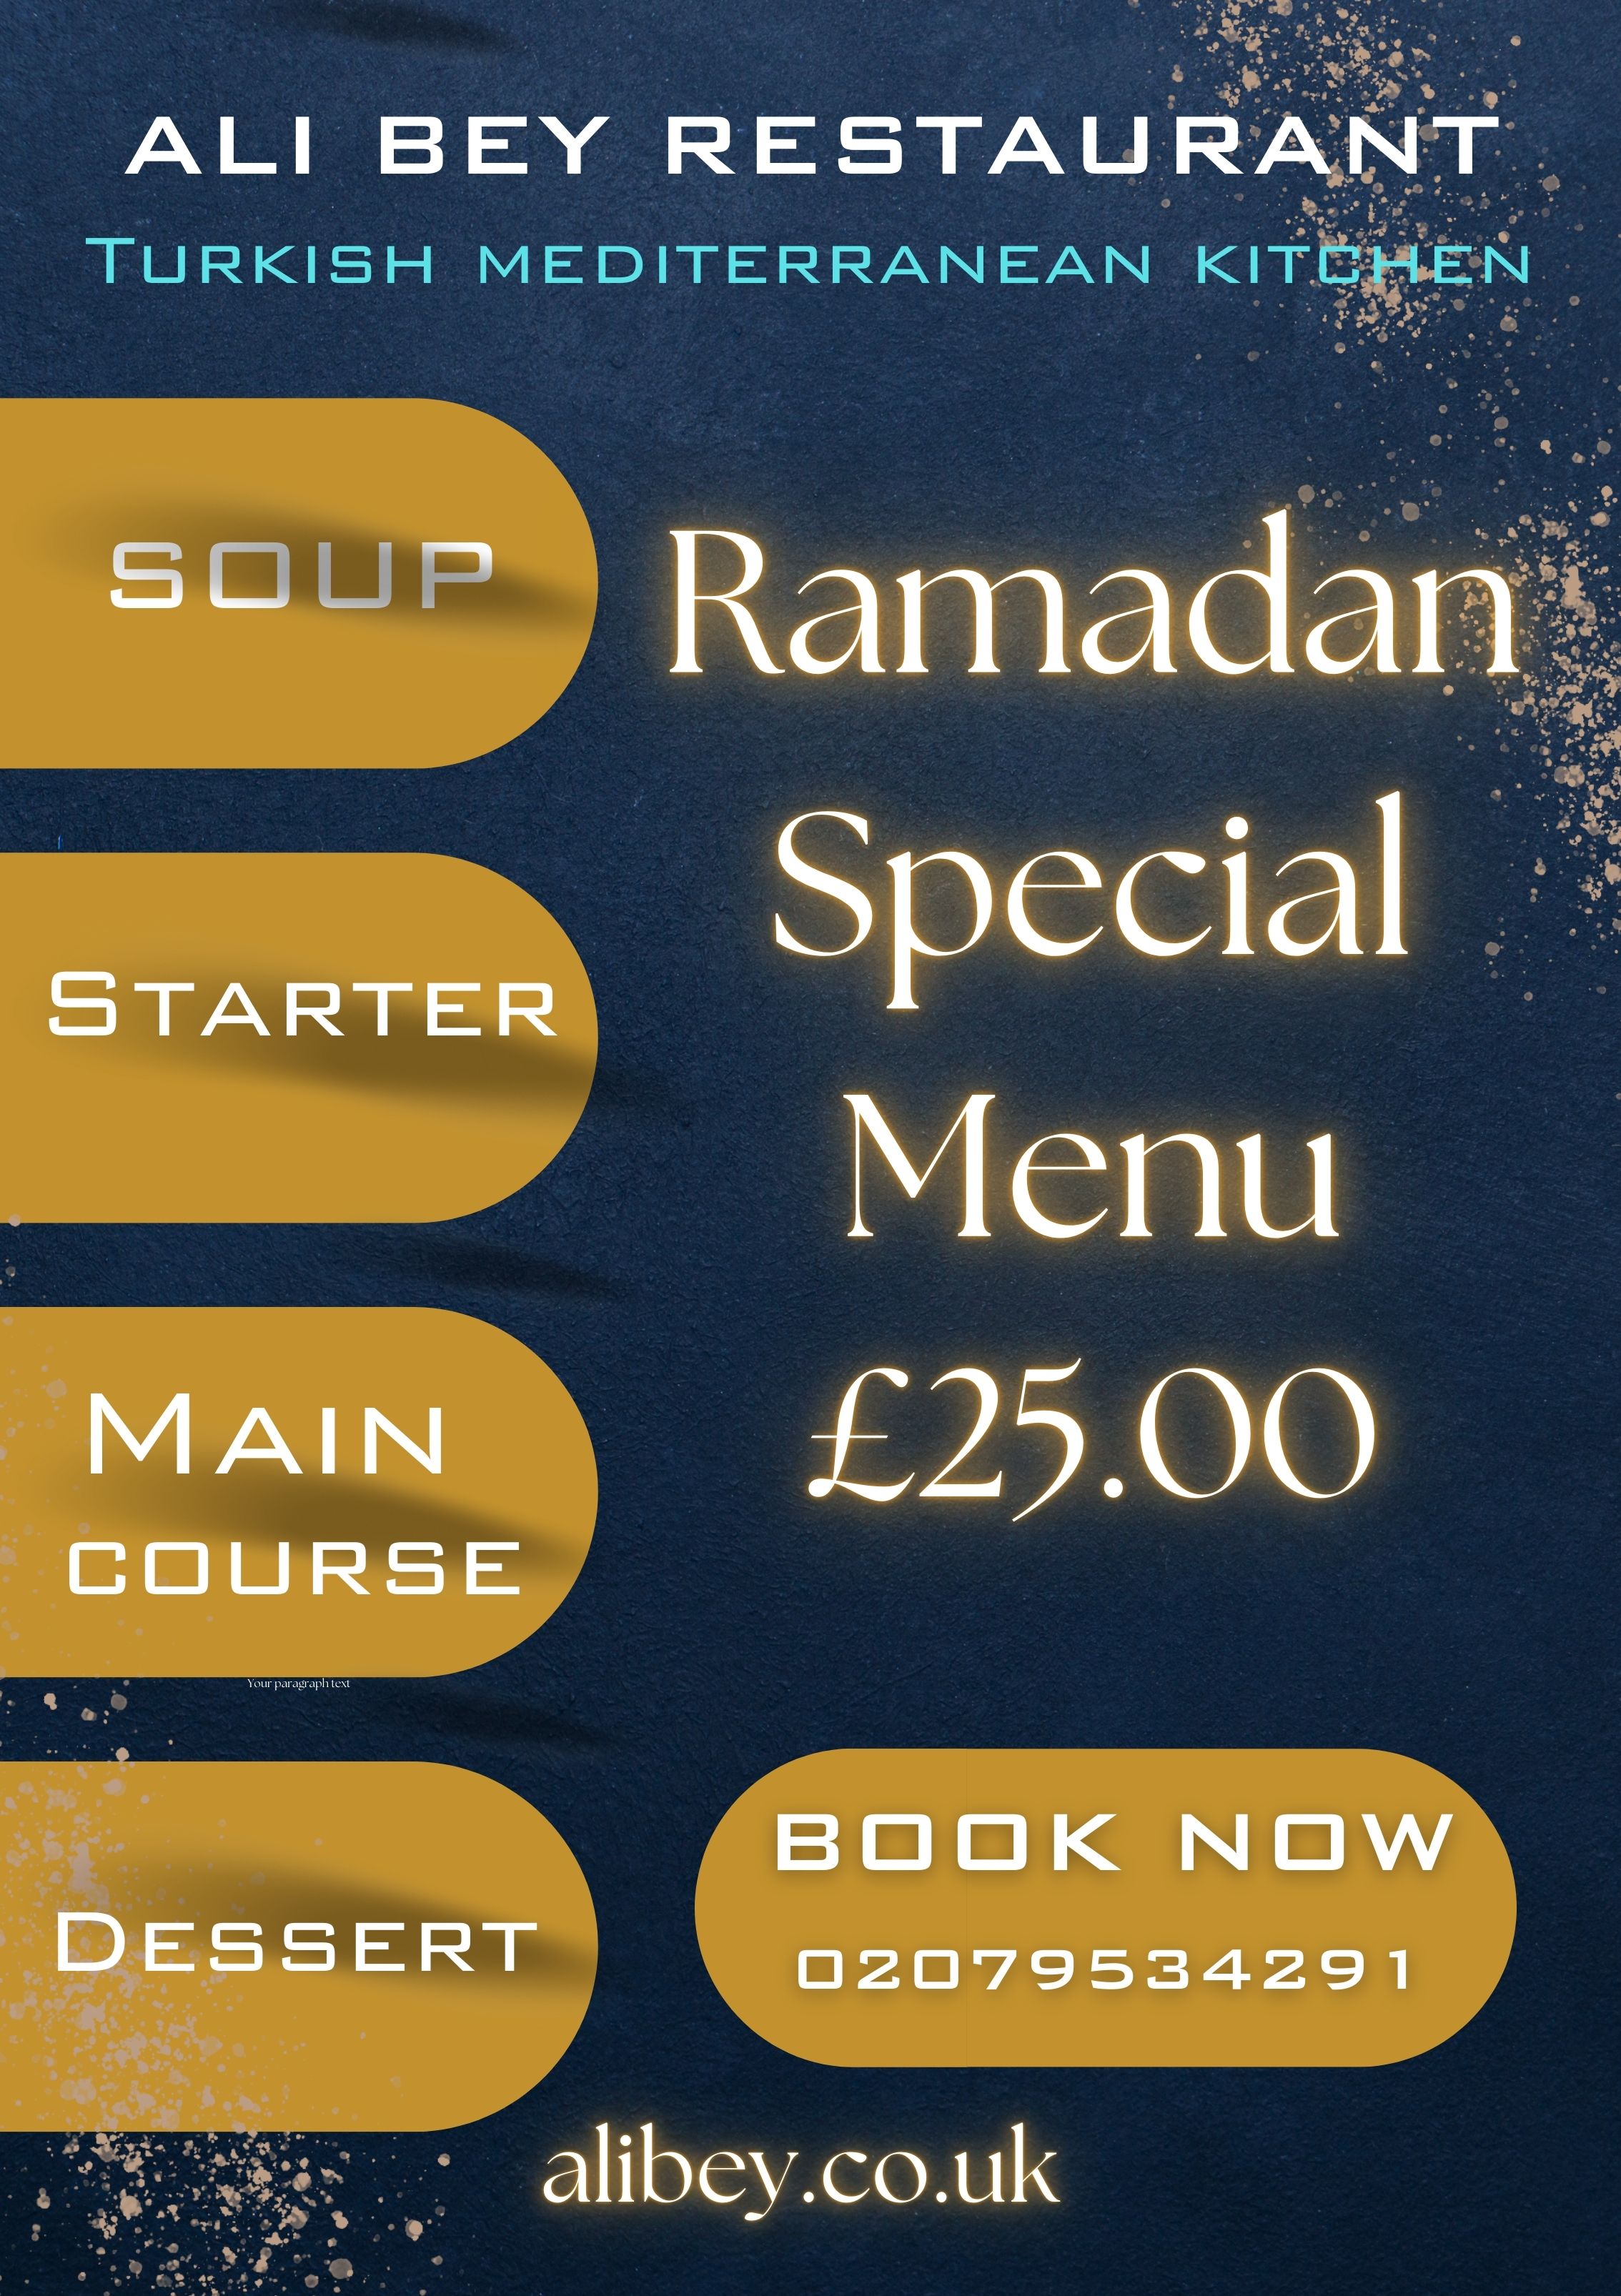 ALI BEY RESTAURANT
TURKISH MEDITERRANEAN KITCHEN
SOUP
STARTER
MAIN
COURSE
Your paragraph text
DESSERT
Ramadan
Special
Menu
£25.00
BOOK NOW
02079534291
alibey.co.uk